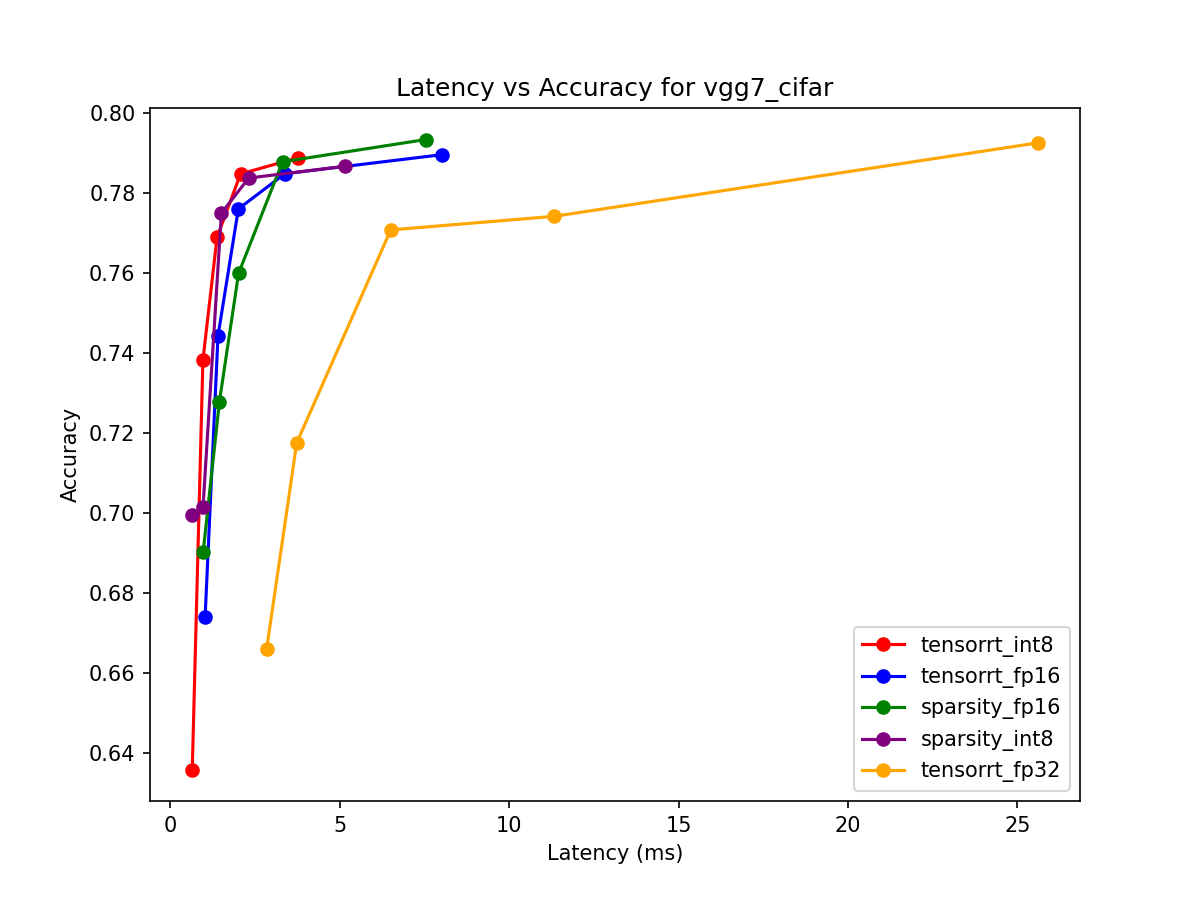 Latency vs Accuracy for vgg7_cifar
Accuracy
0.80
0.78
0.76
0.74
0.72
0.70
0.68
0.66
0.64
0 5 10 15 20 25
Latency (ms)
tensorrt_int8
tensorrt_fp16
sparsity_fp16
sparsity_int8
tensorrt_fp32